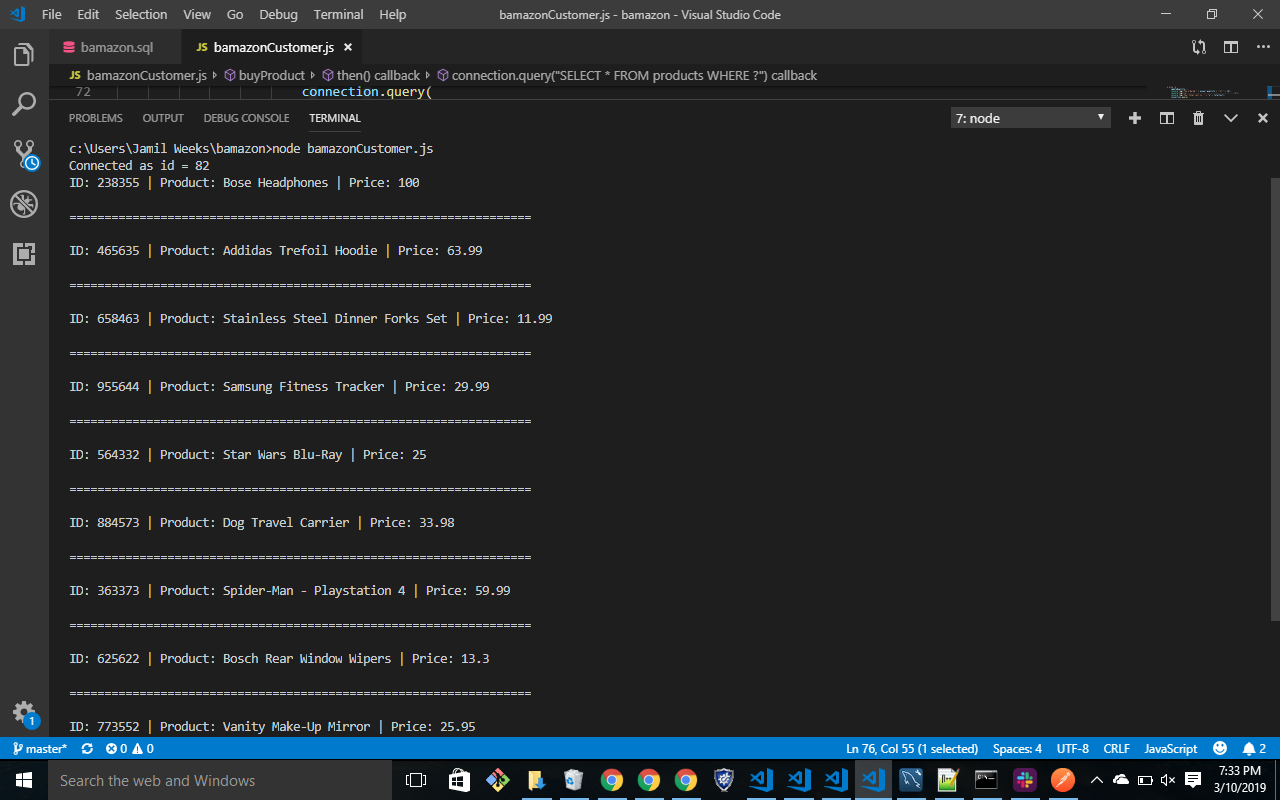 File Edit Selection View Go Debug Terminal Help bamazonCustomer.js - bamazon - Visual Studio Code
bamazon.sql JS bamazonCustomer.js
JS bamazonCustomer.js buyProduct then() callback connection.query("SELECT * FROM products WHERE ?") callback
72 connection.query(
PROBLEMS OUTPUT DEBUG CONSOLE TERMINAL 7: node
c:\Users\Jamil Weeks\bamazon>node bamazonCustomer.js
Connected as id = 82
ID: 238355 | Product: Bose Headphones | Price: 100
==================================================================
ID: 465635 | Product: Addidas Trefoil Hoodie | Price: 63.99
==================================================================
ID: 658463 | Product: Stainless Steel Dinner Forks Set | Price: 11.99
==================================================================
ID: 955644 | Product: Samsung Fitness Tracker | Price: 29.99
==================================================================
ID: 564332 | Product: Star Wars Blu-Ray | Price: 25
==================================================================
ID: 884573 | Product: Dog Travel Carrier | Price: 33.98
==================================================================
ID: 363373 | Product: Spider-Man - Playstation 4 | Price: 59.99
==================================================================
ID: 625622 | Product: Bosch Rear Window Wipers | Price: 13.3
==================================================================
ID: 773552 | Product: Vanity Make-Up Mirror | Price: 25.95
1
master* 0 0 Ln 76, Col 55 (1 selected) Spaces: 4 UTF-8 CRLF JavaScript 2
Search the web and Windows
7:33 PM
3/10/2019